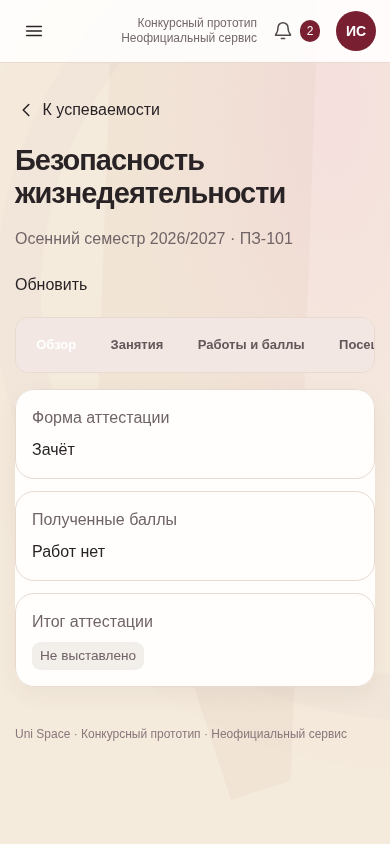 Конкурсный прототип
Неофициальный сервис
2
ИС
К успеваемости
Безопасность
жизнедеятельности
Осенний семестр 2026/2027 · ПЗ-101
Обновить
Обзор Занятия Работы и баллы
Форма аттестации
Зачёт
Полученные баллы
Работ нет
Итог аттестации
Не выставлено
Uni Space · Конкурсный прототип · Неофициальный сервис